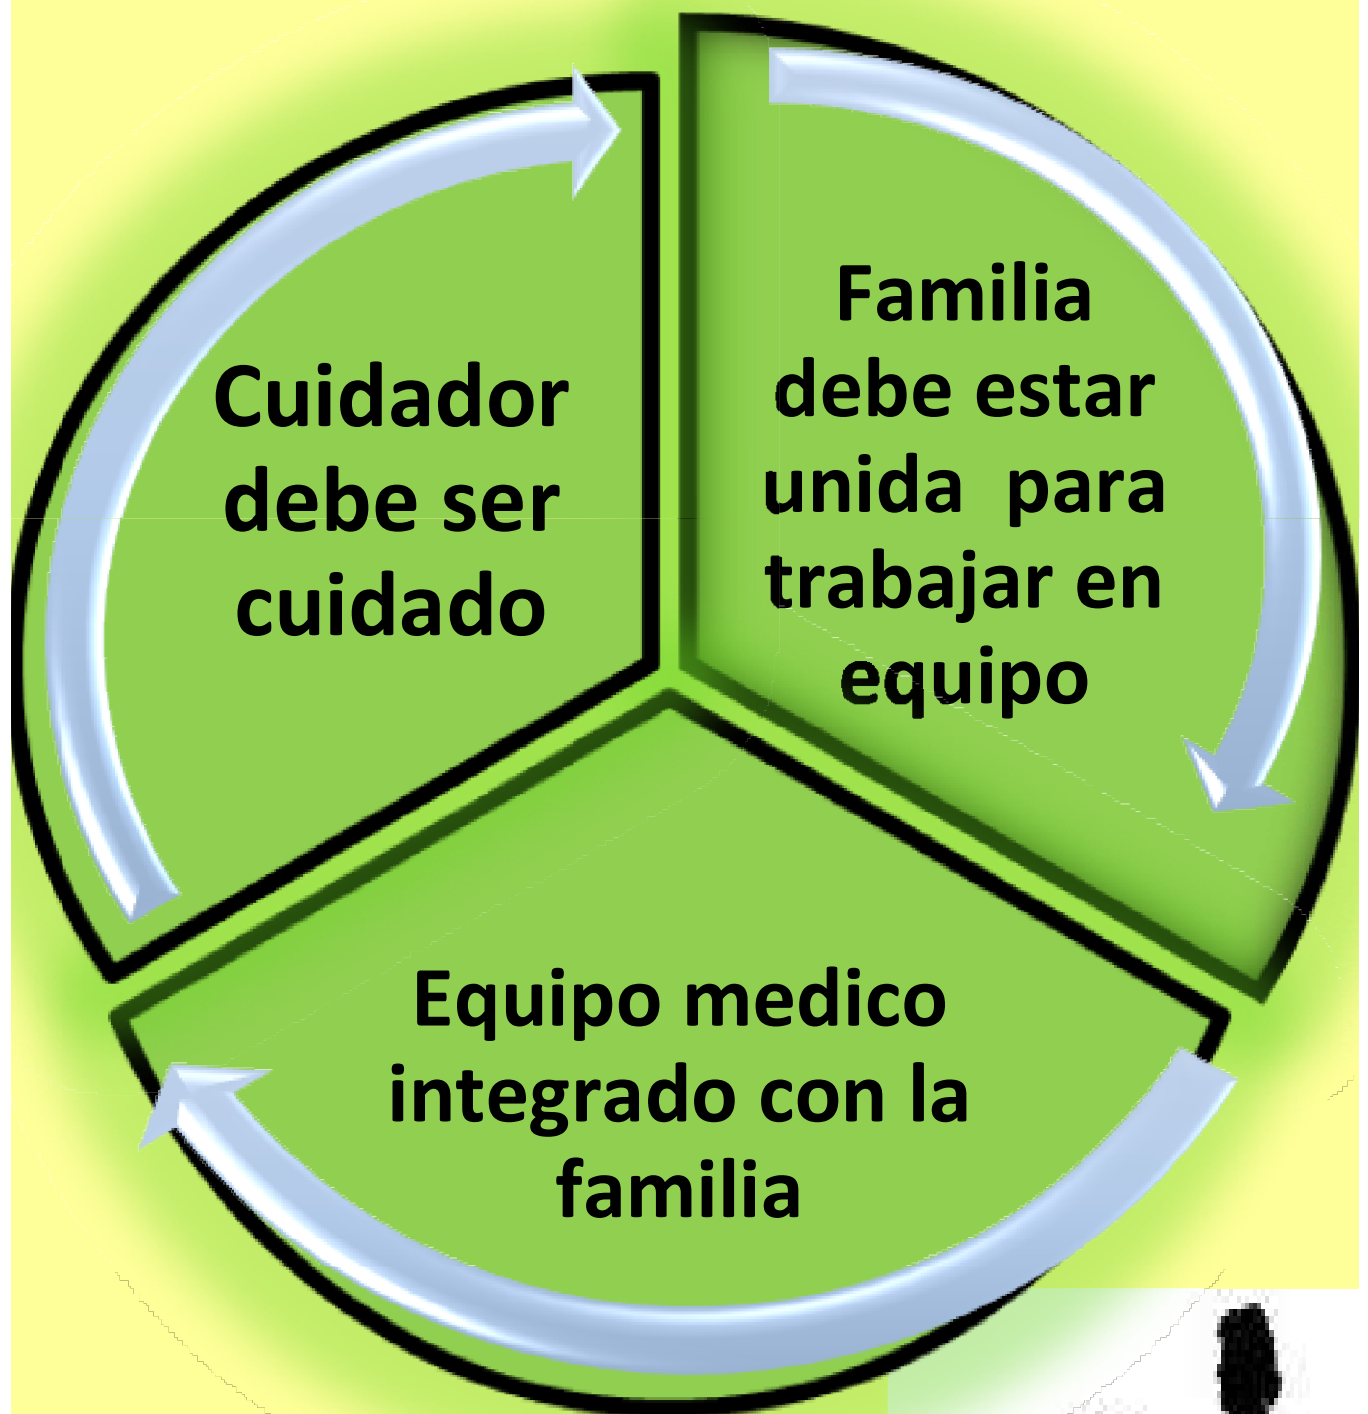 Cuidador
debe ser
cuidado
Familia
debe estar
unida  para
trabajar en
equipo
Equipo medico
integrado con la
familia